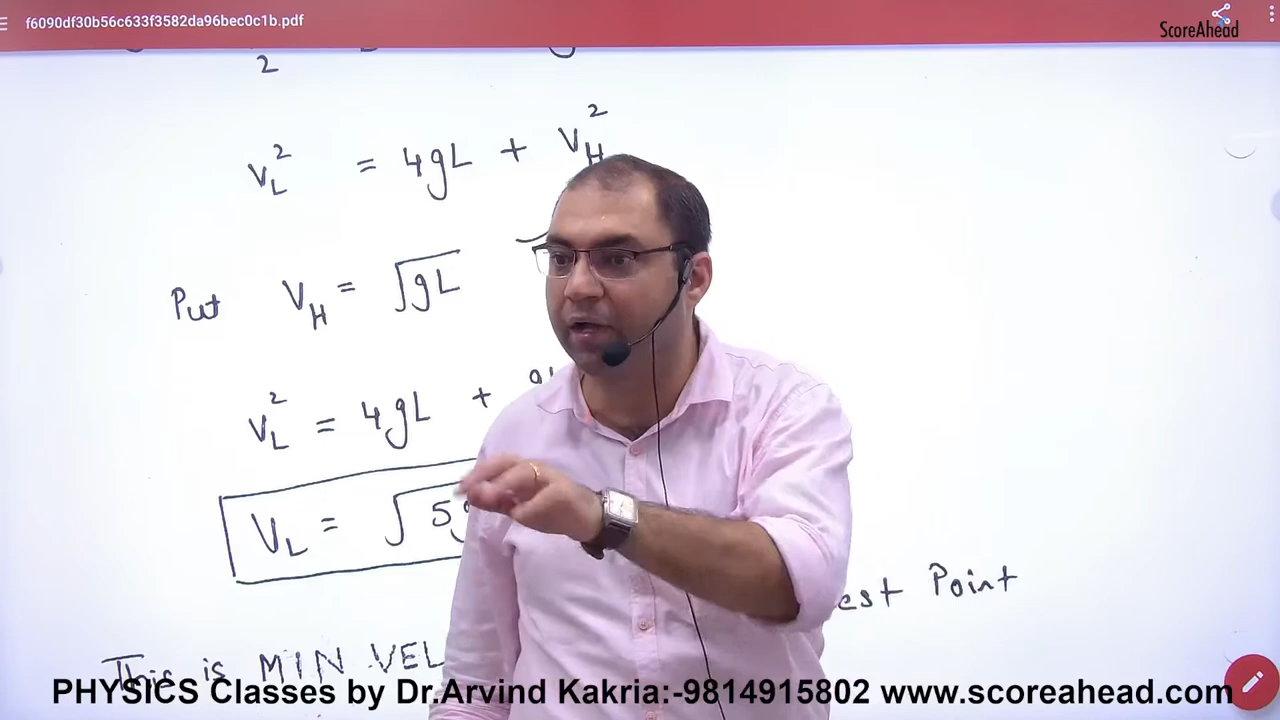 f6090df30b56c633f3582da96bec0c1b.pdf
ScoreAhead
2
V_L^2 = 4gL + V_H^2
Put V_H = √gL
V_L^2 = 4gL +
V_L = √5g
This is MIN VEL
est Point
PHYSICS Classes by Dr.Arvind Kakria:-9814915802 www.scoreahead.com